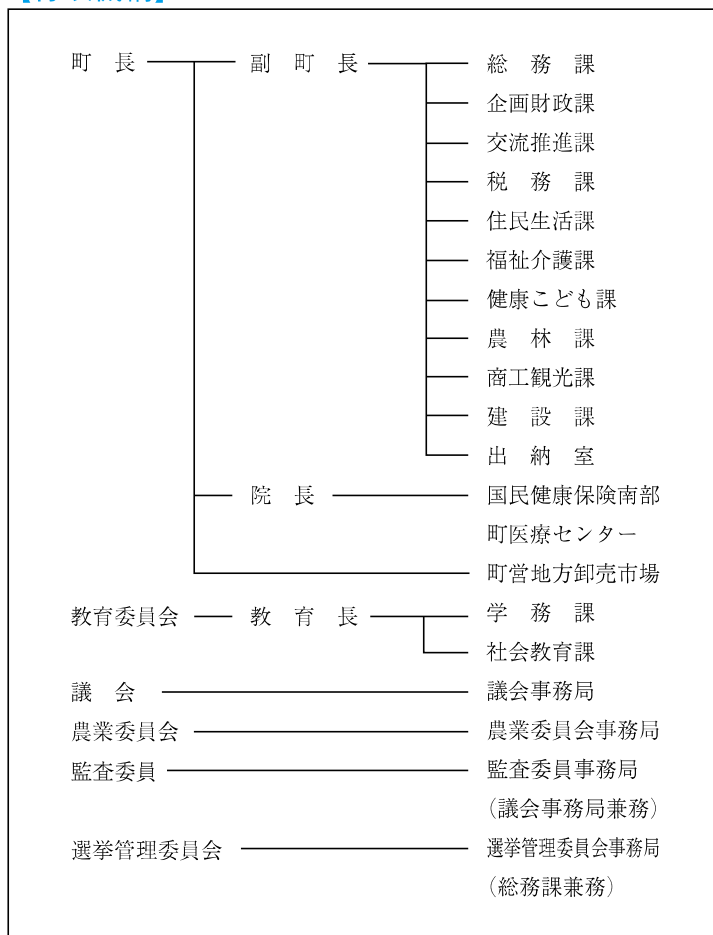 町長 副町長 総務課
企画財政課
交流推進課
税務課
住民生活課
福祉介護課
健康こども課
農林課
商工観光課
建設課
出納室
院長 国民健康保険南部
町医療センター
町営地方卸売市場
教育委員会 教育長 学務課
社会教育課
議会 議会事務局
農業委員会 農業委員会事務局
監査委員 監査委員事務局
(議会事務局兼務)
選挙管理委員会 選挙管理委員会事務局
(総務課兼務)